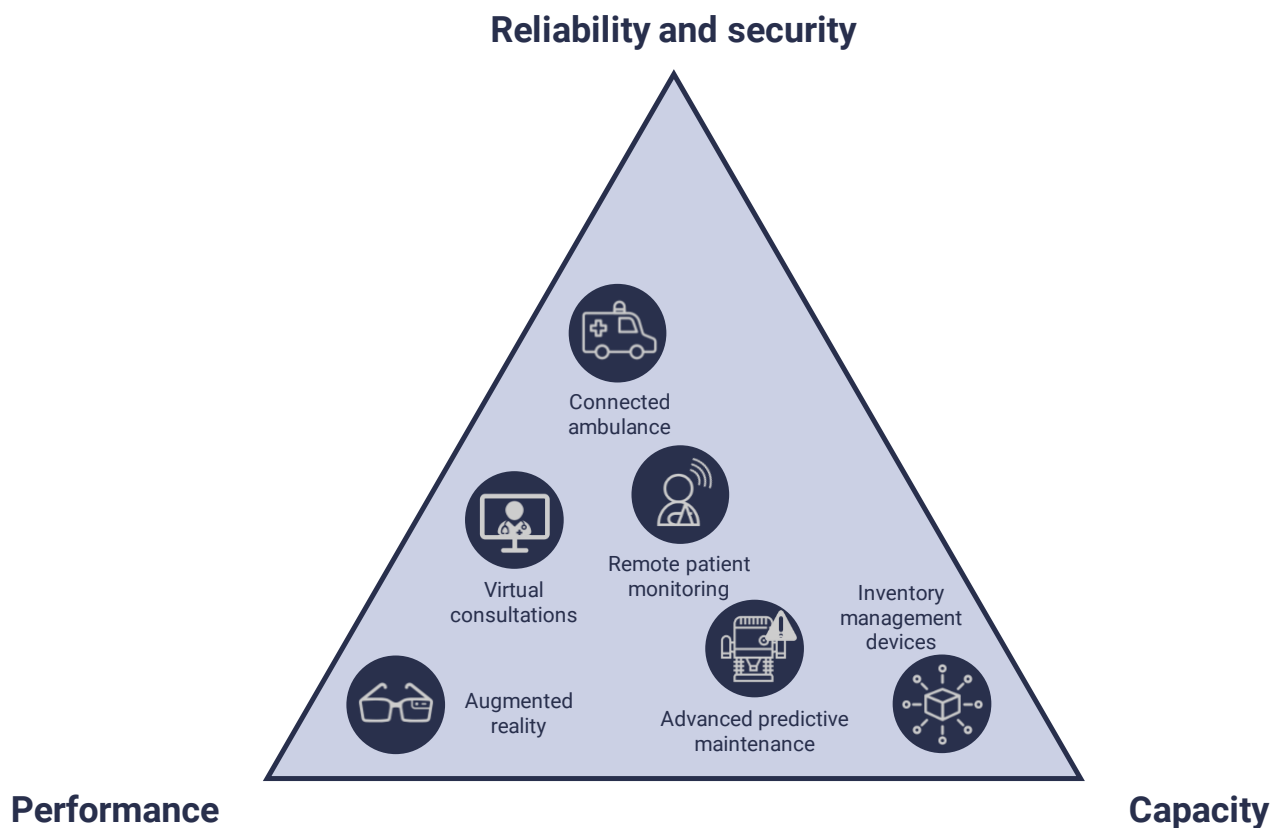 Reliability and security
Connected
ambulance
Remote patient
monitoring
Virtual
consultations
Inventory
management
devices
Augmented
reality
Advanced predictive
maintenance
Performance
Capacity